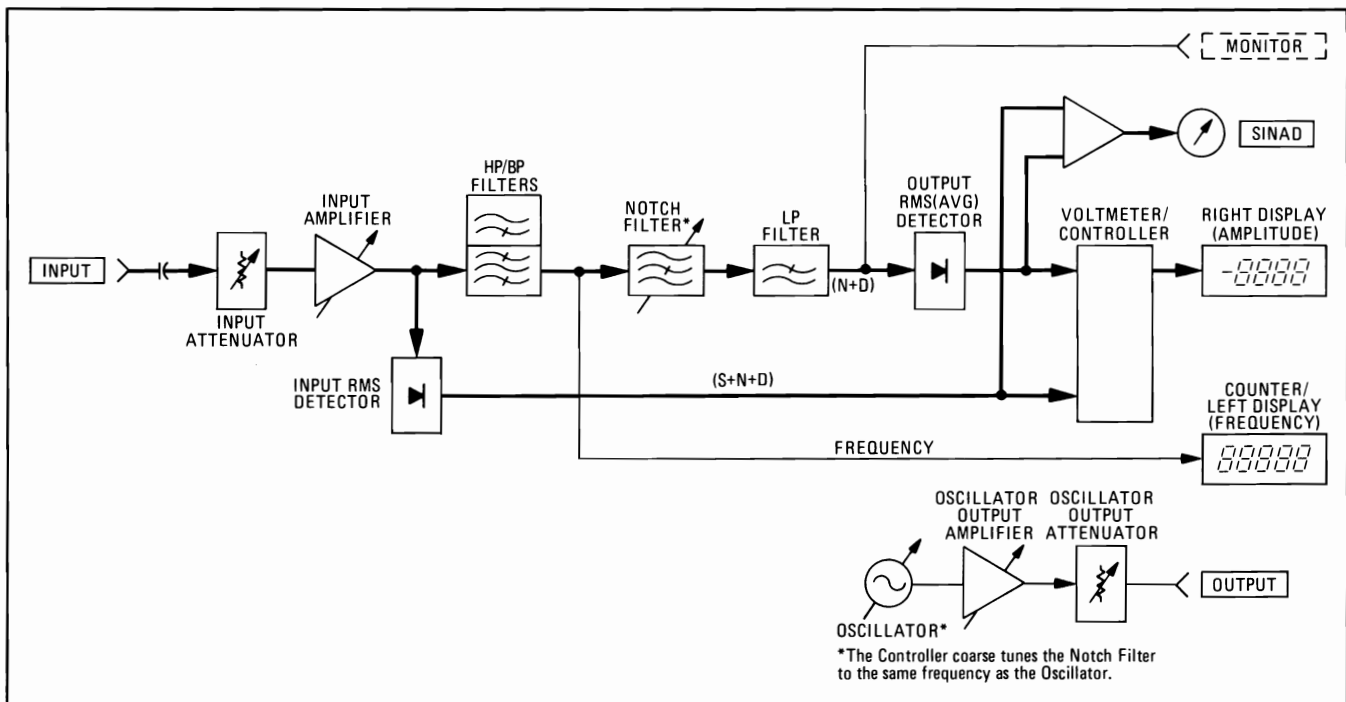 MONITOR
SINAD
HP/BP
FILTERS
INPUT
AMPLIFIER
NOTCH
FILTER*
LP
FILTER
OUTPUT
RMS(AVG)
DETECTOR
VOLTMETER/
CONTROLLER
RIGHT DISPLAY
(AMPLITUDE)
INPUT
(N+D)
-0000
INPUT
ATTENUATOR
INPUT RMS
DETECTOR
(S+N+D)
COUNTER/
LEFT DISPLAY
(FREQUENCY)
FREQUENCY
88888
OSCILLATOR
OUTPUT
AMPLIFIER
OSCILLATOR
OUTPUT
ATTENUATOR
OUTPUT
OSCILLATOR*
*The Controller coarse tunes the Notch Filter
to the same frequency as the Oscillator.